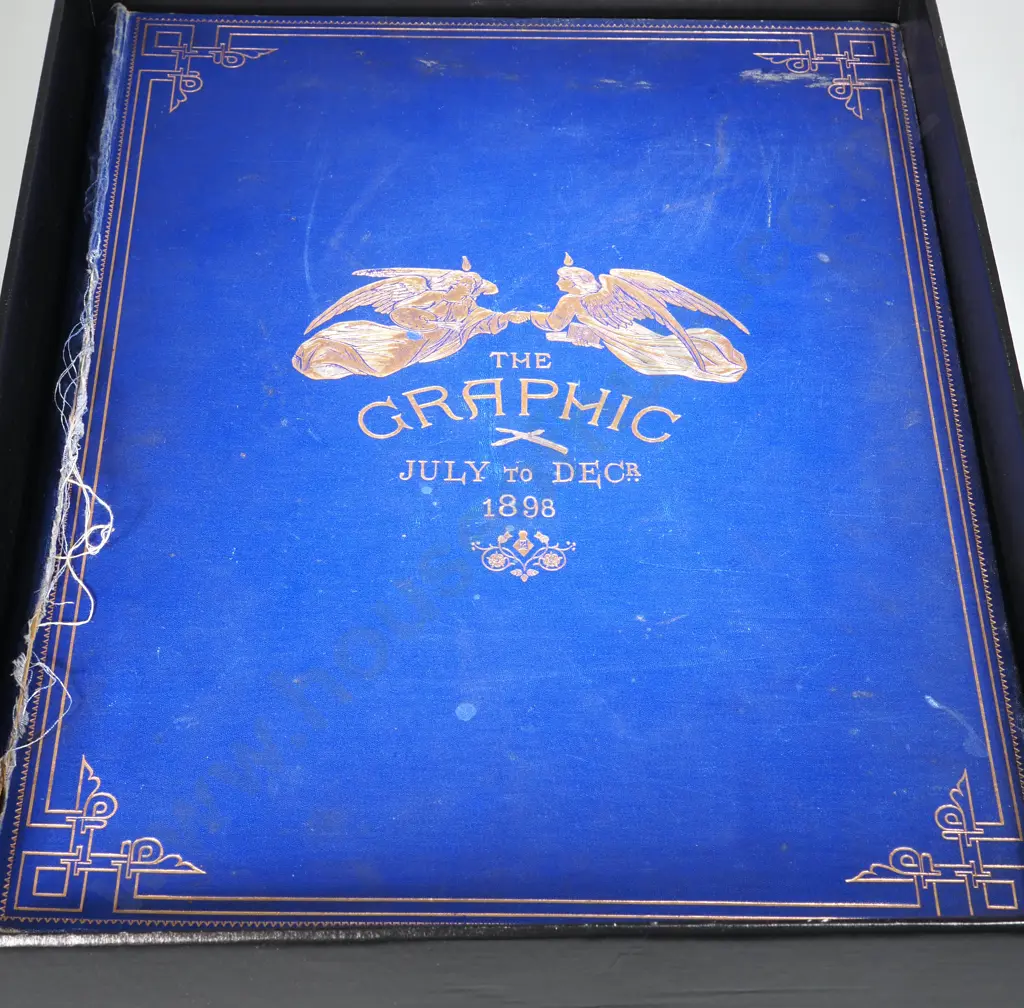 THE
GRAPHIC
JULY TO DECR.
1898